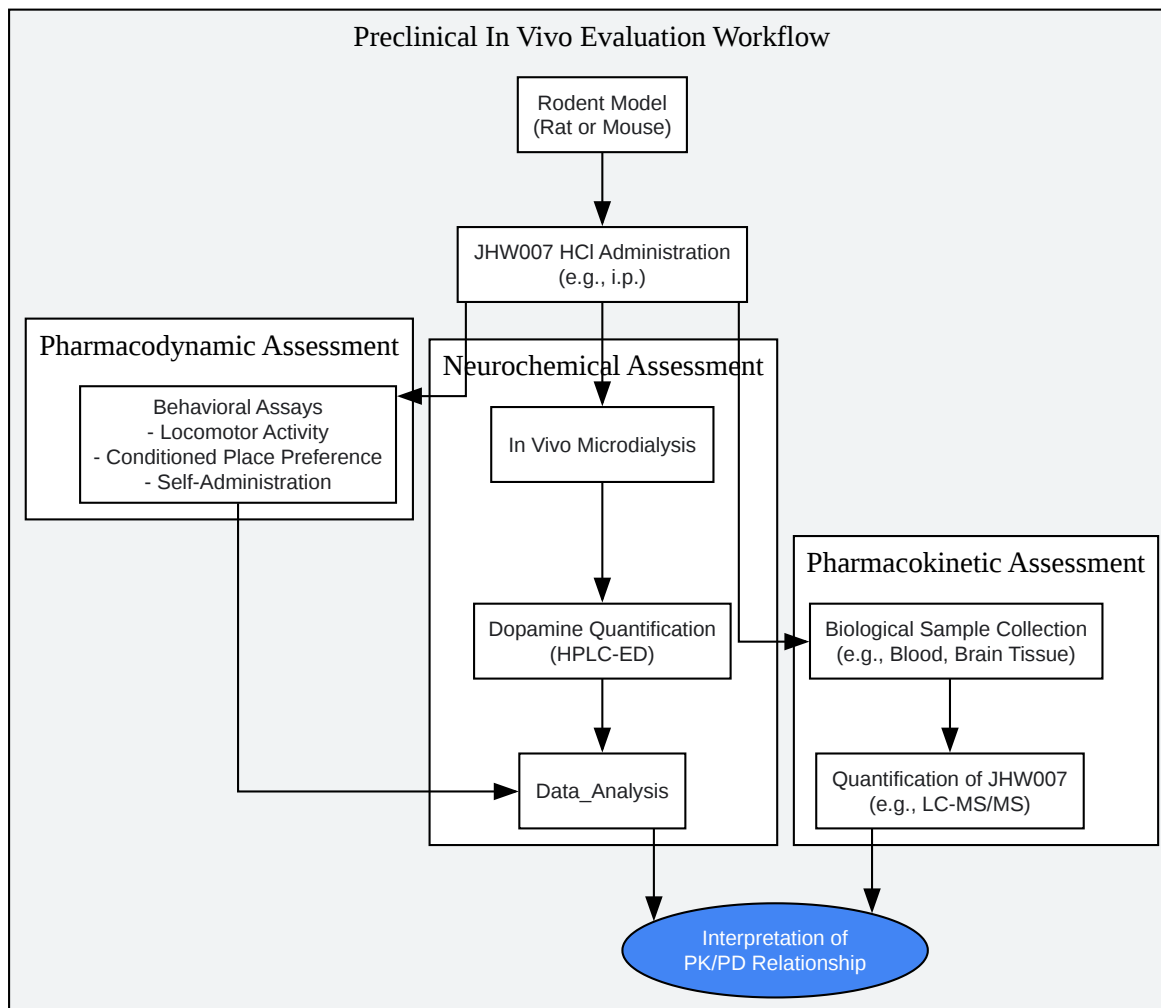 Preclinical In Vivo Evaluation Workflow
Rodent Model
(Rat or Mouse)
JHW007 HCl Administration
(e.g., i.p.)
Pharmacodynamic Assessment
Behavioral Assays
- Locomotor Activity
- Conditioned Place Preference
- Self-Administration
Neurochemical Assessment
In Vivo Microdialysis
Dopamine Quantification
(HPLC-ED)
Data_Analysis
Pharmacokinetic Assessment
Biological Sample Collection
(e.g., Blood, Brain Tissue)
Quantification of JHW007
(e.g., LC-MS/MS)
Interpretation of
PK/PD Relationship